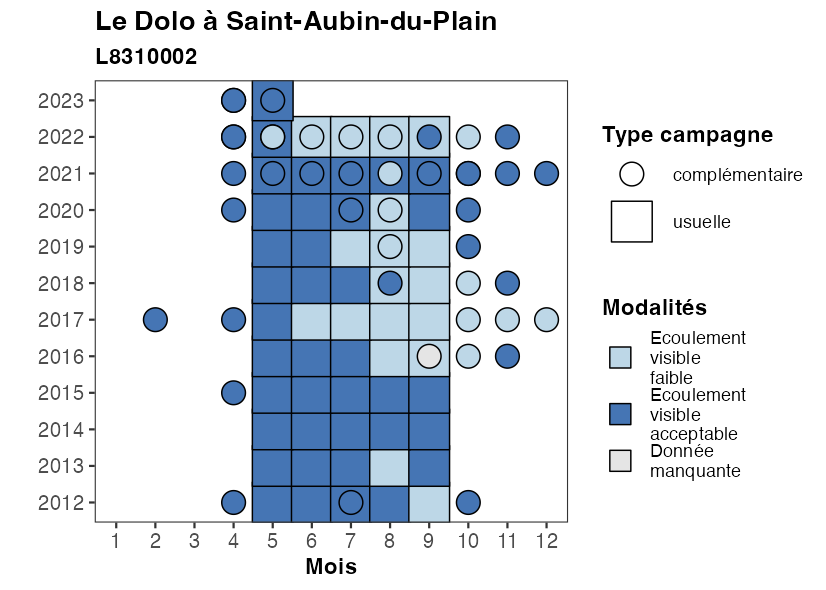 Le Dolo à Saint-Aubin-du-Plain
L8310002
2023
2022
2021
2020
2019
2018
2017
2016
2015
2014
2013
2012
1 2 3 4 5 6 7 8 9 10 11 12
Mois
Type campagne
complémentaire
usuelle
Modalités
Ecoulement
visible
faible
Ecoulement
visible
acceptable
Donnée
manquante